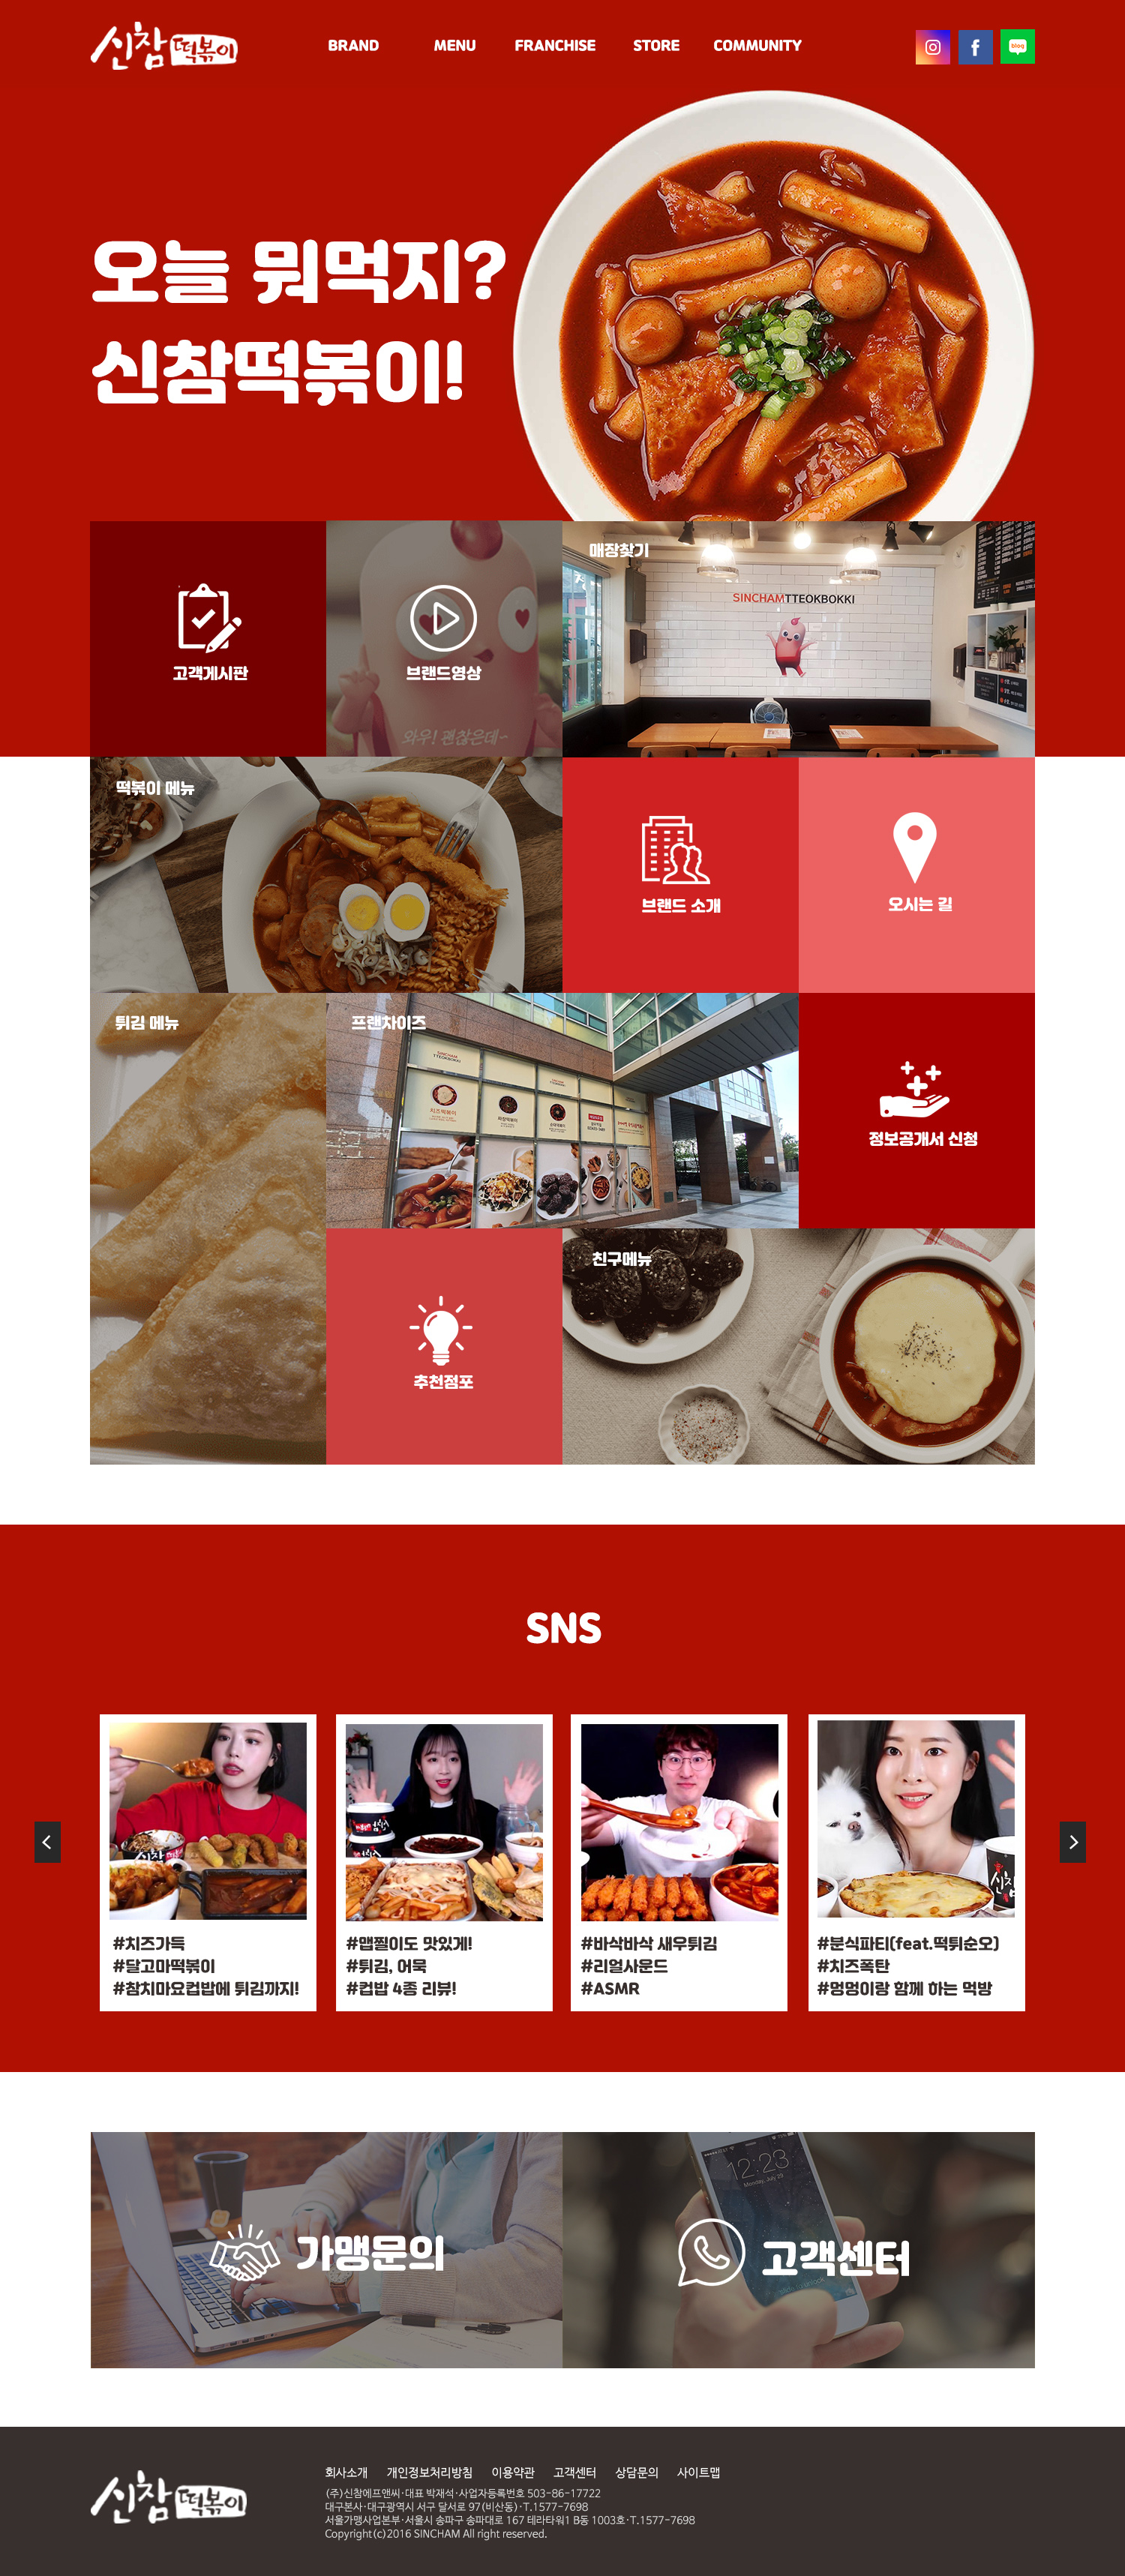 신참떡볶이
BRAND MENU FRANCHISE STORE COMMUNITY
blog
오늘 뭐먹지?
신참떡볶이!
고객게시판
브랜드영상
와우! 괜찮은데~
매장찾기
SINCHAMTTEOKBOKKI
떡볶이 메뉴
브랜드 소개
오시는 길
튀김 메뉴
프랜차이즈
SINCHAM
TTEOKBOKKI
치즈떡볶이
정보공개서 신청
추천점포
친구메뉴
SNS
#치즈가득
#달고마떡볶이
#참치마요컵밥에 튀김까지!
#맵찔이도 맛있게!
#튀김, 어묵
#컵밥 4종 리뷰!
#바삭바삭 새우튀김
#리얼사운드
#ASMR
신참
#분식파티(feat.떡튀순오)
#치즈폭탄
#멍멍이랑 함께 하는 먹방
가맹문의
12:23
Monday, July 19
고객센터
신참떡볶이
회사소개 개인정보처리방침 이용약관 고객센터 상담문의 사이트맵
(주)신참에프앤씨·대표 박재석·사업자등록번호 503-86-17722
대구본사·대구광역시 서구 달서로 97(비산동)·T.1577-7698
서울가맹사업본부·서울시 송파구 송파대로 167 테라타워1 B동 1003호·T.1577-7698
Copyright(c)2016 SINCHAM All right reserved.